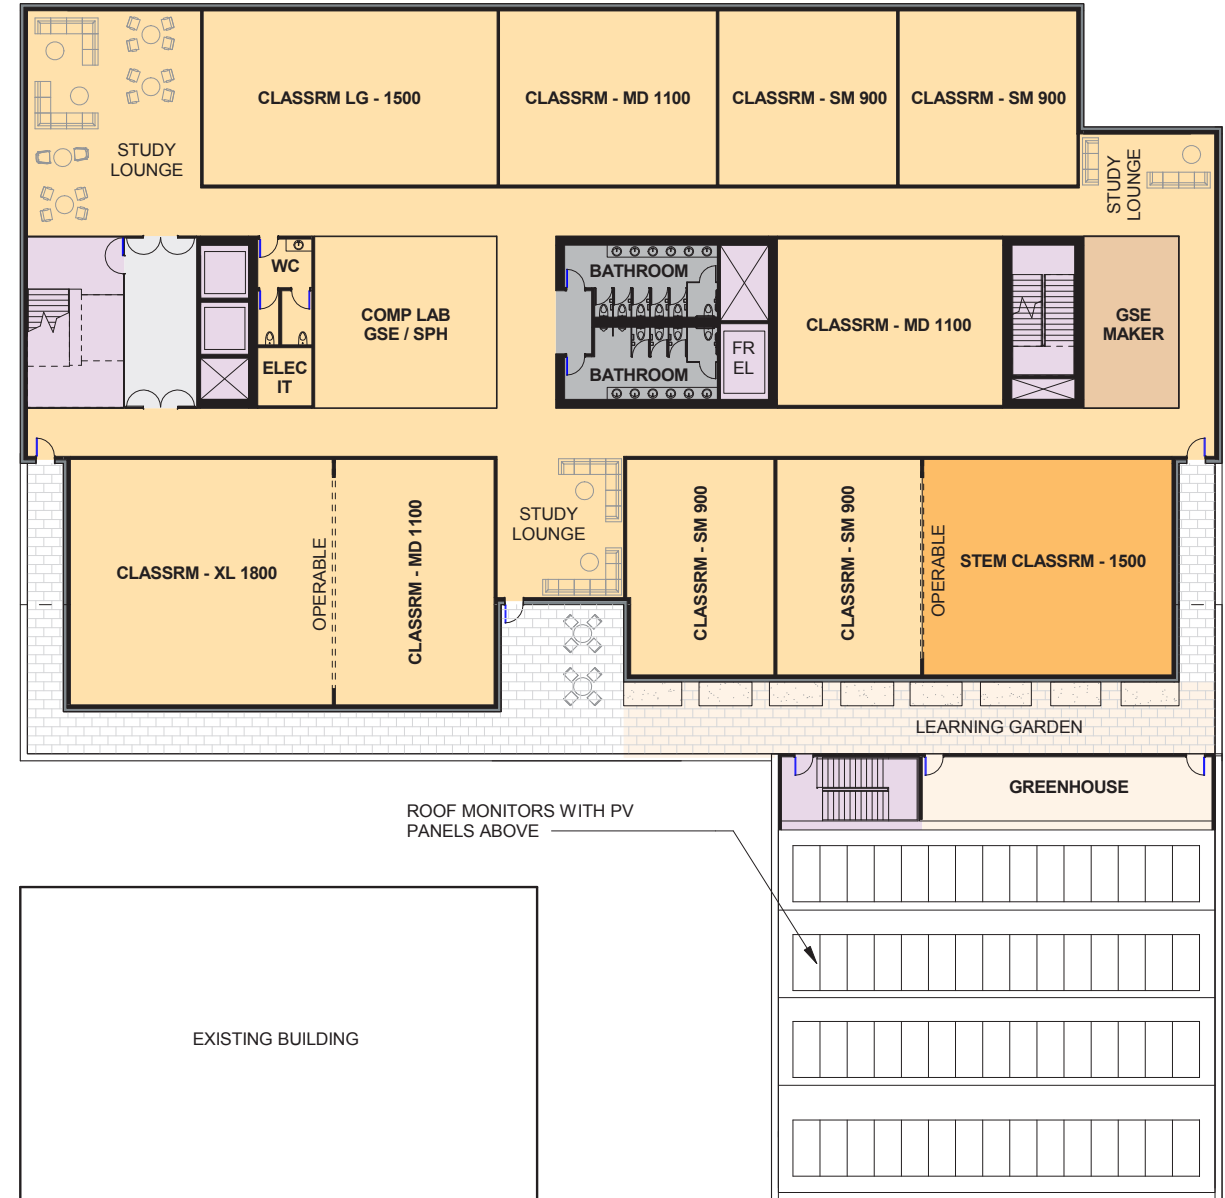 CLASSRM LG - 1500
CLASSRM - MD 1100
CLASSRM - SM 900
CLASSRM - SM 900
STUDY
LOUNGE
STUDY
LOUNGE
WC
ELEC
IT
COMP LAB
GSE / SPH
BATHROOM
BATHROOM
FR
EL
CLASSRM - MD 1100
GSE
MAKER
CLASSRM - XL 1800
OPERABLE
CLASSRM - MD 1100
STUDY
LOUNGE
CLASSRM - SM 900
CLASSRM - SM 900
OPERABLE
STEM CLASSRM - 1500
LEARNING GARDEN
GREENHOUSE
ROOF MONITORS WITH PV
PANELS ABOVE
EXISTING BUILDING